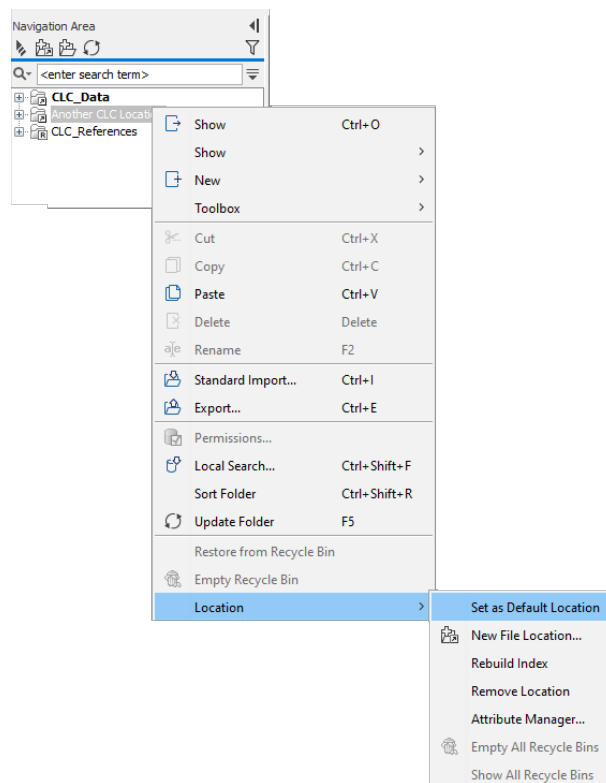 Navigation Area
<enter search term>
CLC_Data
Another CLC Locati
CLC_References
Show Ctrl+O
Show
New
Toolbox
Cut Ctrl+X
Copy Ctrl+C
Paste Ctrl+V
Delete Delete
Rename F2
Standard Import... Ctrl+I
Export... Ctrl+E
Permissions...
Local Search... Ctrl+Shift+F
Sort Folder Ctrl+Shift+R
Update Folder F5
Restore from Recycle Bin
Empty Recycle Bin
Location
Set as Default Location
New File Location...
Rebuild Index
Remove Location
Attribute Manager...
Empty All Recycle Bins
Show All Recycle Bins